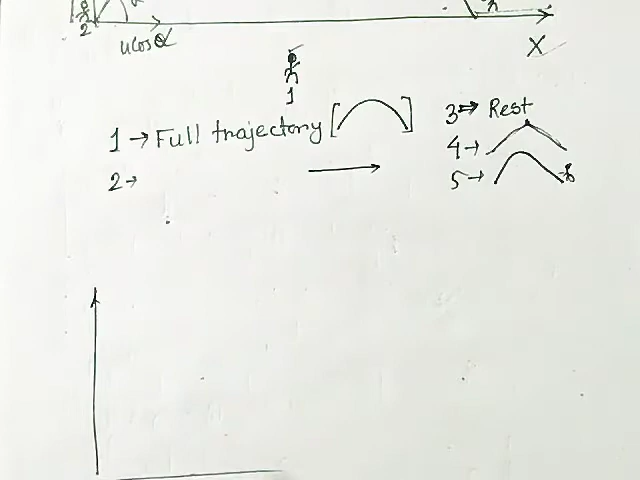 2
ucosα
X
1
1 → Full trajectory
3 ⇒ Rest
4 →
2 →
5 →